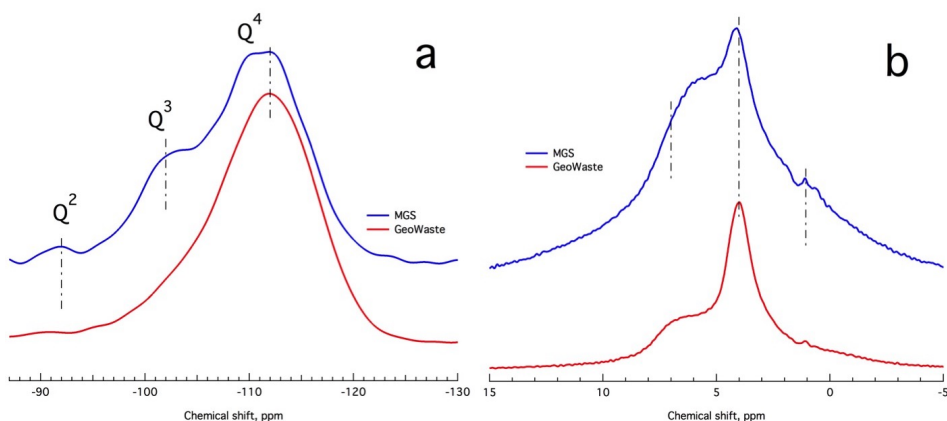 Q4
a
Q3
Q2
MGS
GeoWaste
-90 -100 -110 -120 -130
Chemical shift, ppm
b
MGS
GeoWaste
15 10 5 0 -5
Chemical shift, ppm